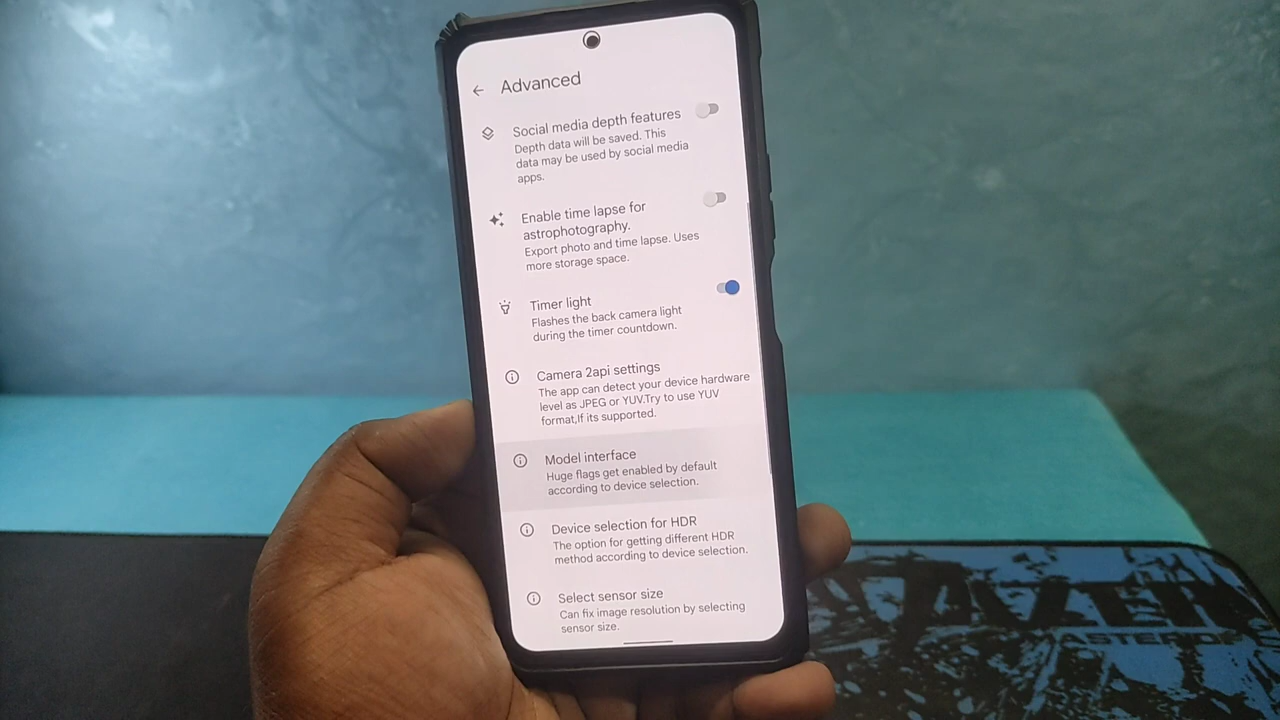 Advanced
Social media depth features
Depth data will be saved. This
data may be used by social media
apps.
Enable time lapse for
astrophotography.
Export photo and time lapse. Uses
more storage space.
Timer light
Flashes the back camera light
during the timer countdown.
Camera 2api settings
The app can detect your device hardware
level as JPEG or YUV.Try to use YUV
format,If its supported.
Model interface
Huge flags get enabled by default
according to device selection.
Device selection for HDR
The option for getting different HDR
method according to device selection.
Select sensor size
Can fix image resolution by selecting
sensor size.